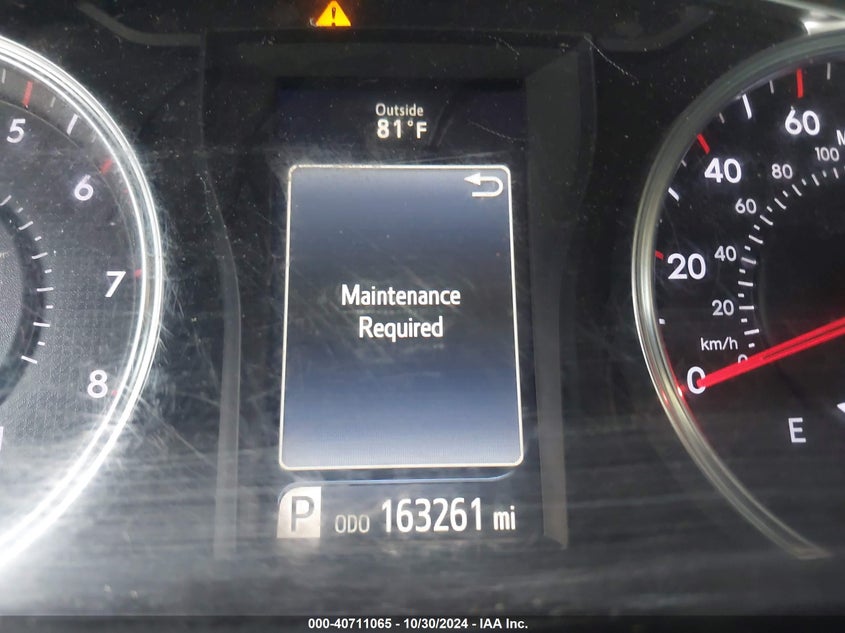 Outside
81°F
5
6
7
8
Maintenance
Required
P ODO 163261 mi
60
40
20
0
100
80
60
40
20
0
km/h
E
000-40711065 - 10/30/2024 - IAA Inc.